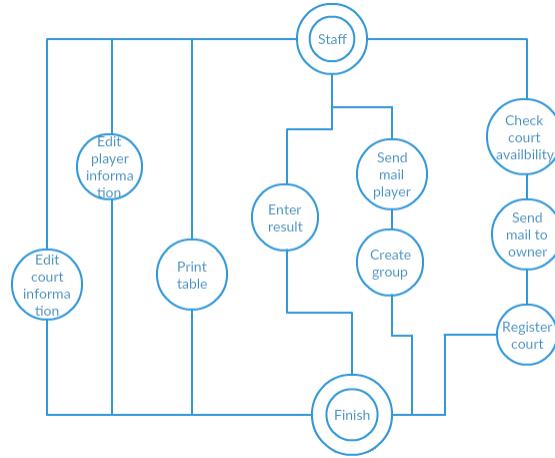 Staff
Check
court
availbility
Edit
player
informa
tion
Send
mail
player
Enter
result
Send
mail to
owner
Create
group
Print
table
Edit
court
informa
tion
Register
court
Finish